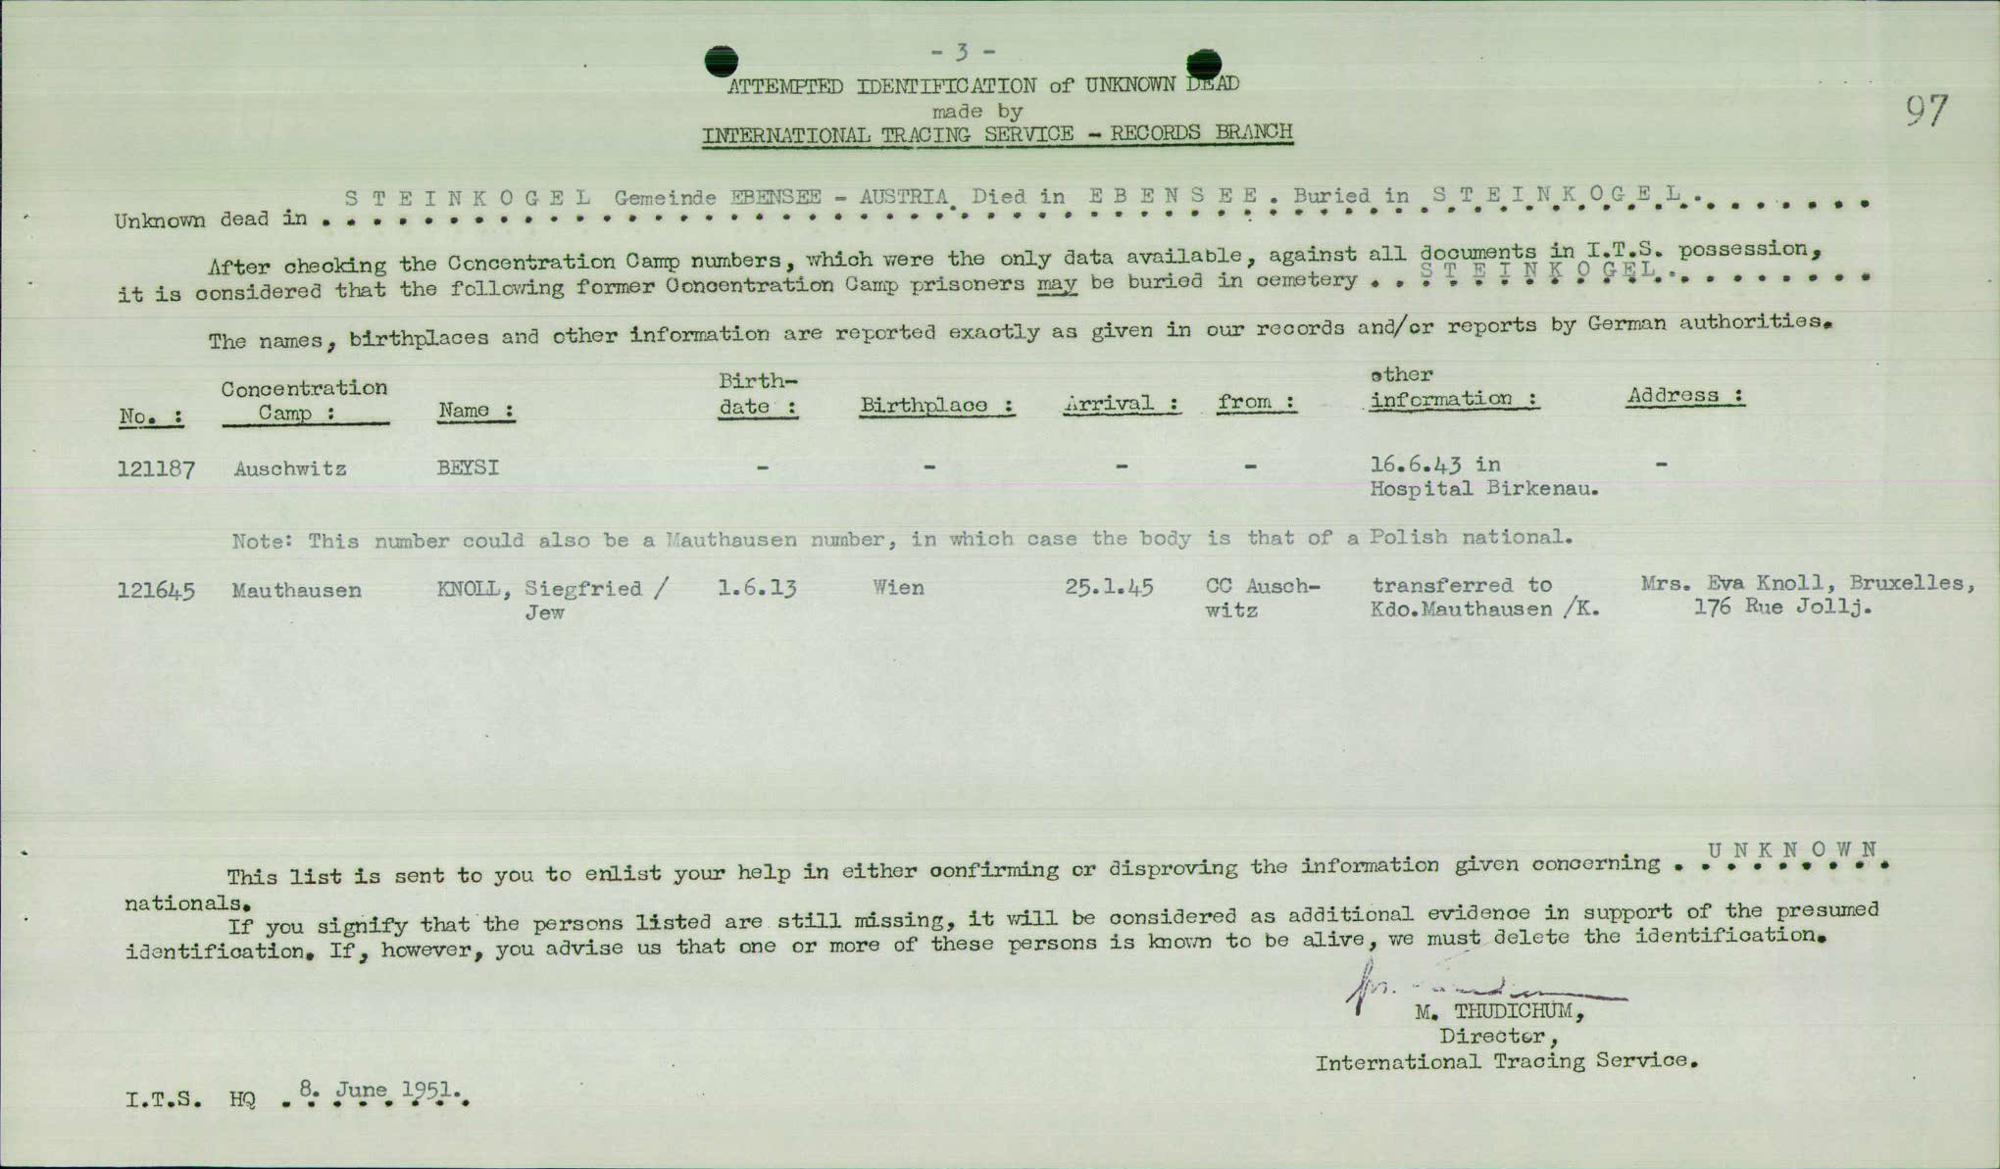 - 3 -
ATTEMPTED IDENTIFICATION of UNKNOWN DEAD
made by
INTERNATIONAL TRACING SERVICE - RECORDS BRANCH
97
Unknown dead in S T E I N K O G E L Gemeinde EBENSEE - AUSTRIA. Died in E B E N S E E . Buried in S T E I N K O G E L .
After checking the Concentration Camp numbers, which were the only data available, against all documents in I.T.S. possession,
it is considered that the following former Concentration Camp prisoners may be buried in cemetery . . S T E I N K O G E L . . . . . . . . .
The names, birthplaces and other information are reported exactly as given in our records and/or reports by German authorities.
No. : Concentration Camp : Name : Birth-date : Birthplace : Arrival : from : other information : Address :
121187 Auschwitz BEYSI - - - - 16.6.43 in -
Hospital Birkenau.
Note: This number could also be a Mauthausen number, in which case the body is that of a Polish national.
121645 Mauthausen KNOLL, Siegfried / 1.6.13 Wien 25.1.45 CC Ausch- transferred to Mrs. Eva Knoll, Bruxelles,
Jew witz Kdo.Mauthausen /K. 176 Rue Jollj.
This list is sent to you to enlist your help in either confirming or disproving the information given concerning . U N K N O W N .
nationals.
If you signify that the persons listed are still missing, it will be considered as additional evidence in support of the presumed
identification. If, however, you advise us that one or more of these persons is known to be alive, we must delete the identification.
M. THUDICHUM,
Director,
International Tracing Service.
I.T.S. HQ . 8. June 1951. .